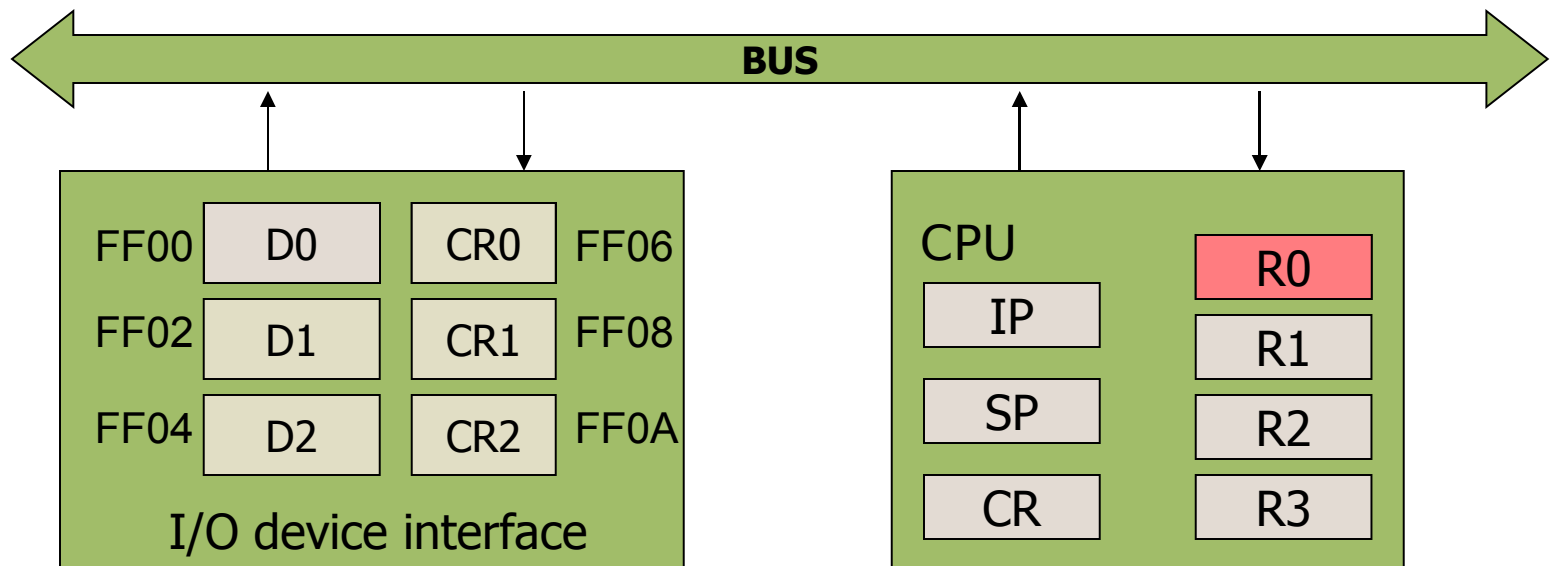 BUS
FF00 D0 CR0 FF06
FF02 D1 CR1 FF08
FF04 D2 CR2 FF0A
I/O device interface
CPU
R0
IP
R1
SP
R2
CR
R3